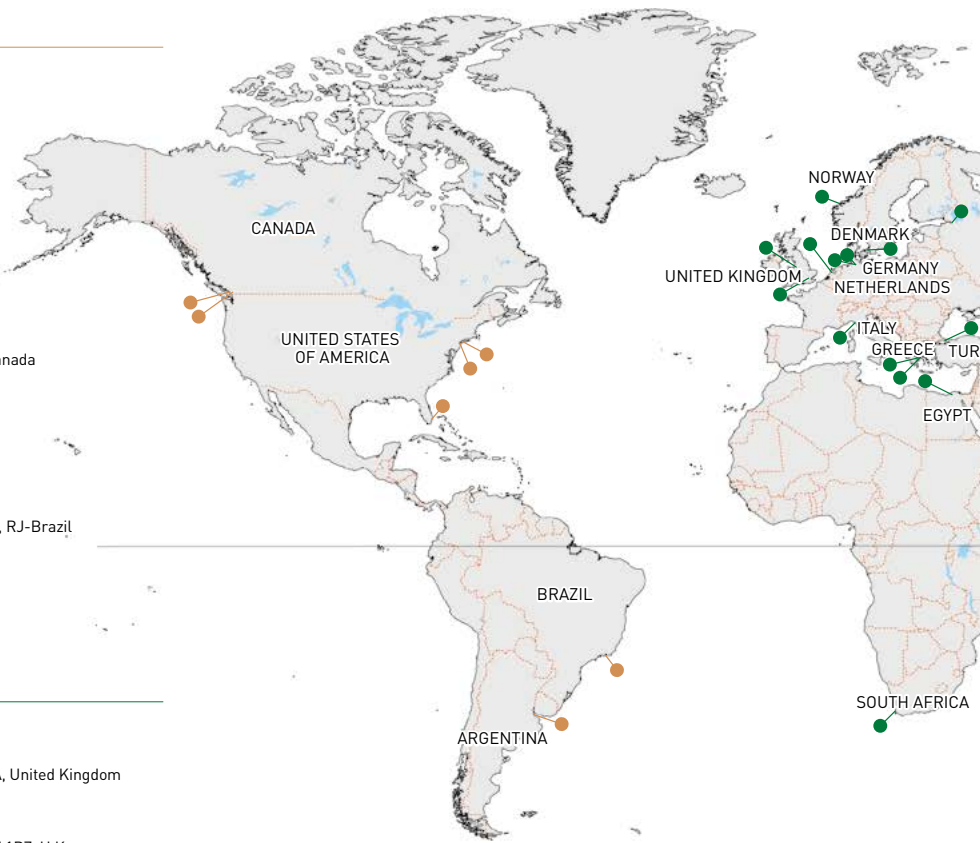 NORWAY
CANADA
DENMARK
GERMANY
UNITED KINGDOM
NETHERLANDS
ITALY
UNITED STATES
OF AMERICA
GREECE
TUR
anada
EGYPT
, RJ-Brazil
BRAZIL
SOUTH AFRICA
ARGENTINA
, United Kingdom